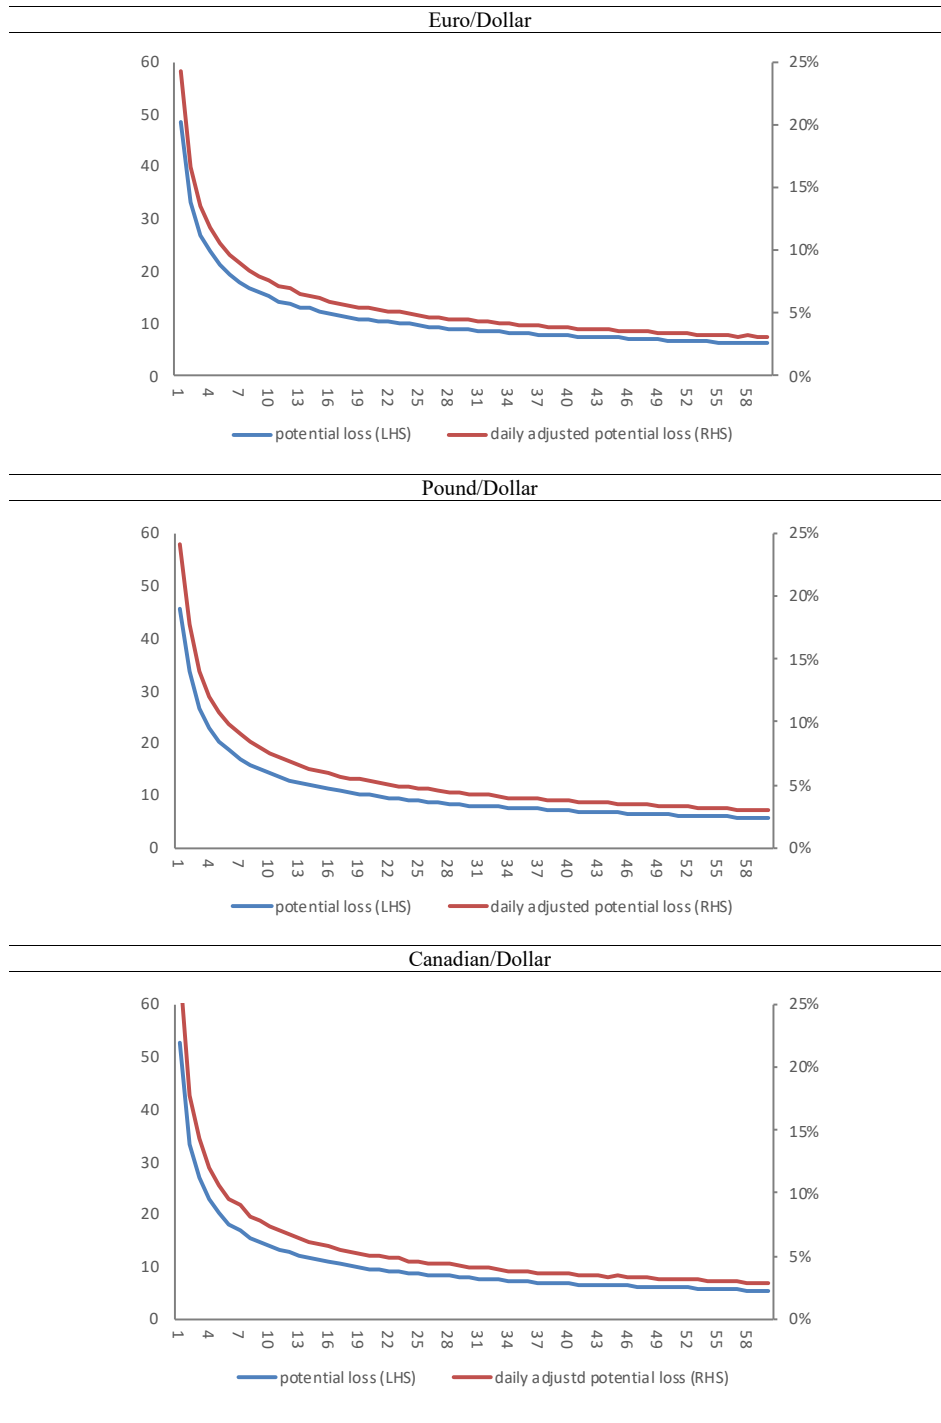 Euro/Dollar
60 25%
50 20%
40 15%
30
20 10%
10 5%
0 0%
1 4 7 10 13 16 19 22 25 28 31 34 37 40 43 46 49 52 55 58
potential loss (LHS) daily adjusted potential loss (RHS)
Pound/Dollar
60 25%
50 20%
40 15%
30
20 10%
10 5%
0 0%
1 4 7 10 13 16 19 22 25 28 31 34 37 40 43 46 49 52 55 58
potential loss (LHS) daily adjusted potential loss (RHS)
Canadian/Dollar
60 25%
50 20%
40 15%
30
20 10%
10 5%
0 0%
1 4 7 10 13 16 19 22 25 28 31 34 37 40 43 46 49 52 55 58
potential loss (LHS) daily adjustd potential loss (RHS)